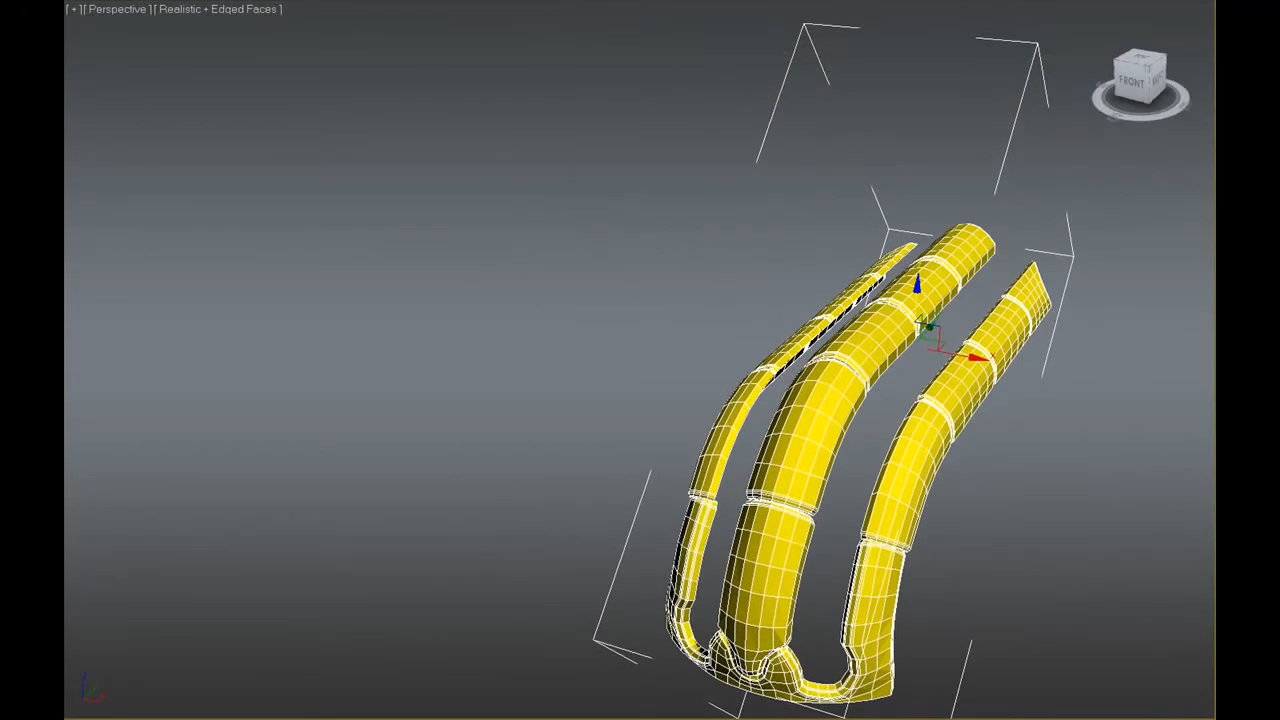 [ + ] [ Perspective ] [ Realistic + Edged Faces ]
FRONT